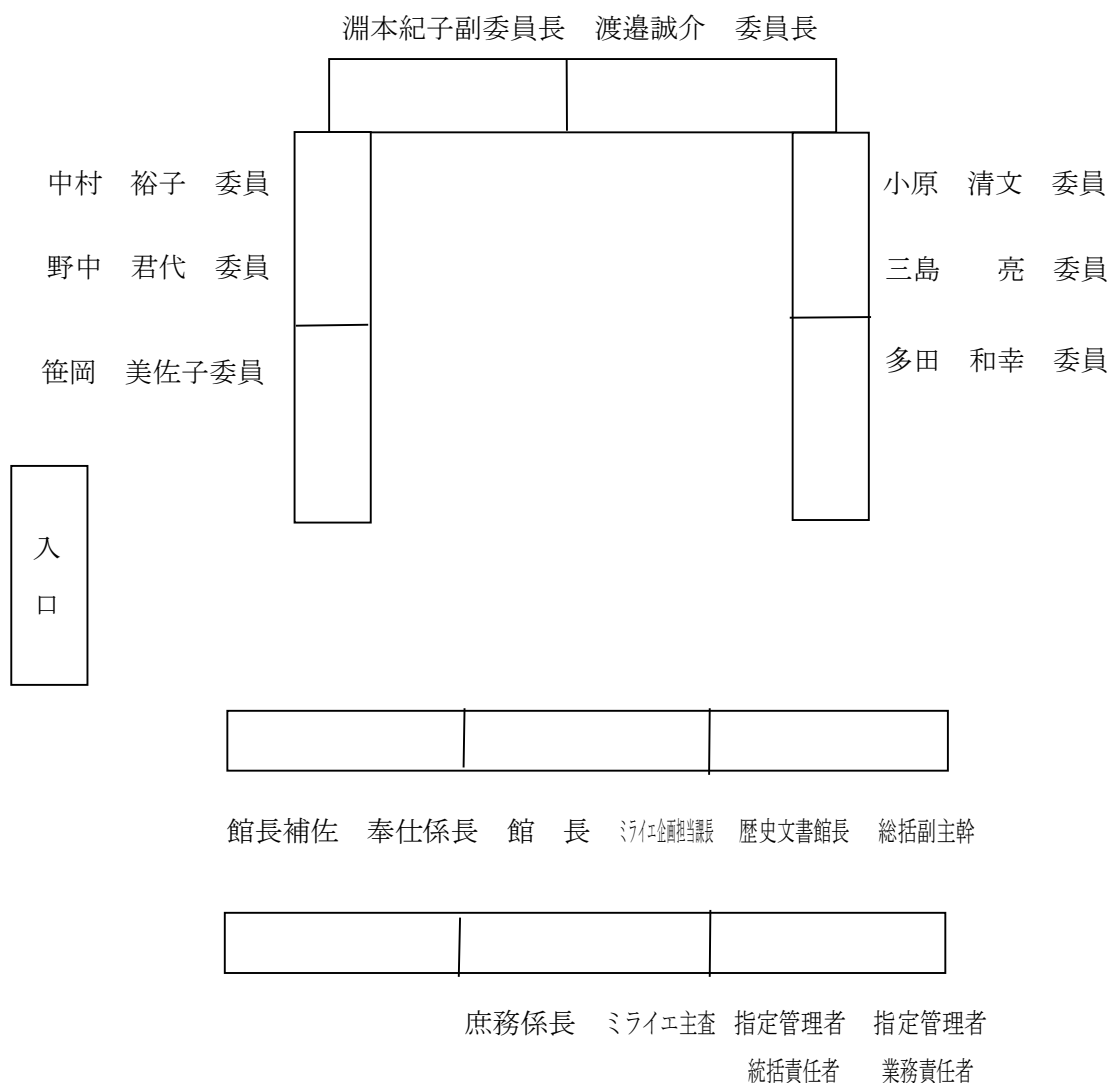 淵本紀子副委員長　渡邉誠介　委員長
中村　裕子　委員　小原　清文　委員
野中　君代　委員　三島　　亮　委員
笹岡　美佐子委員　多田　和幸　委員
入
口
館長補佐　奉仕係長　館　長　ミライエ企画担当課長　歴史文書館長　総括副主幹
庶務係長　ミライエ主査　指定管理者　指定管理者
統括責任者　業務責任者